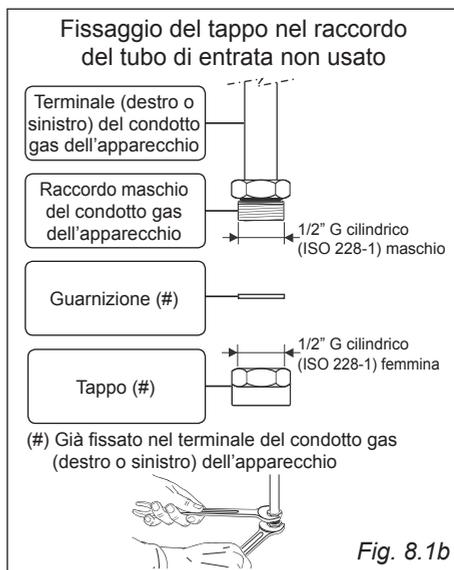 Fissaggio del tappo nel raccordo
del tubo di entrata non usato
Terminale (destro o
sinistro) del condotto
gas dell’apparecchio
Raccordo maschio
del condotto gas
dell’apparecchio
1/2” G cilindrico
(ISO 228-1) maschio
Guarnizione (#)
1/2” G cilindrico
(ISO 228-1) femmina
Tappo (#)
(#) Già fissato nel terminale del condotto gas
(destro o sinistro) dell’apparecchio
Fig. 8.1b